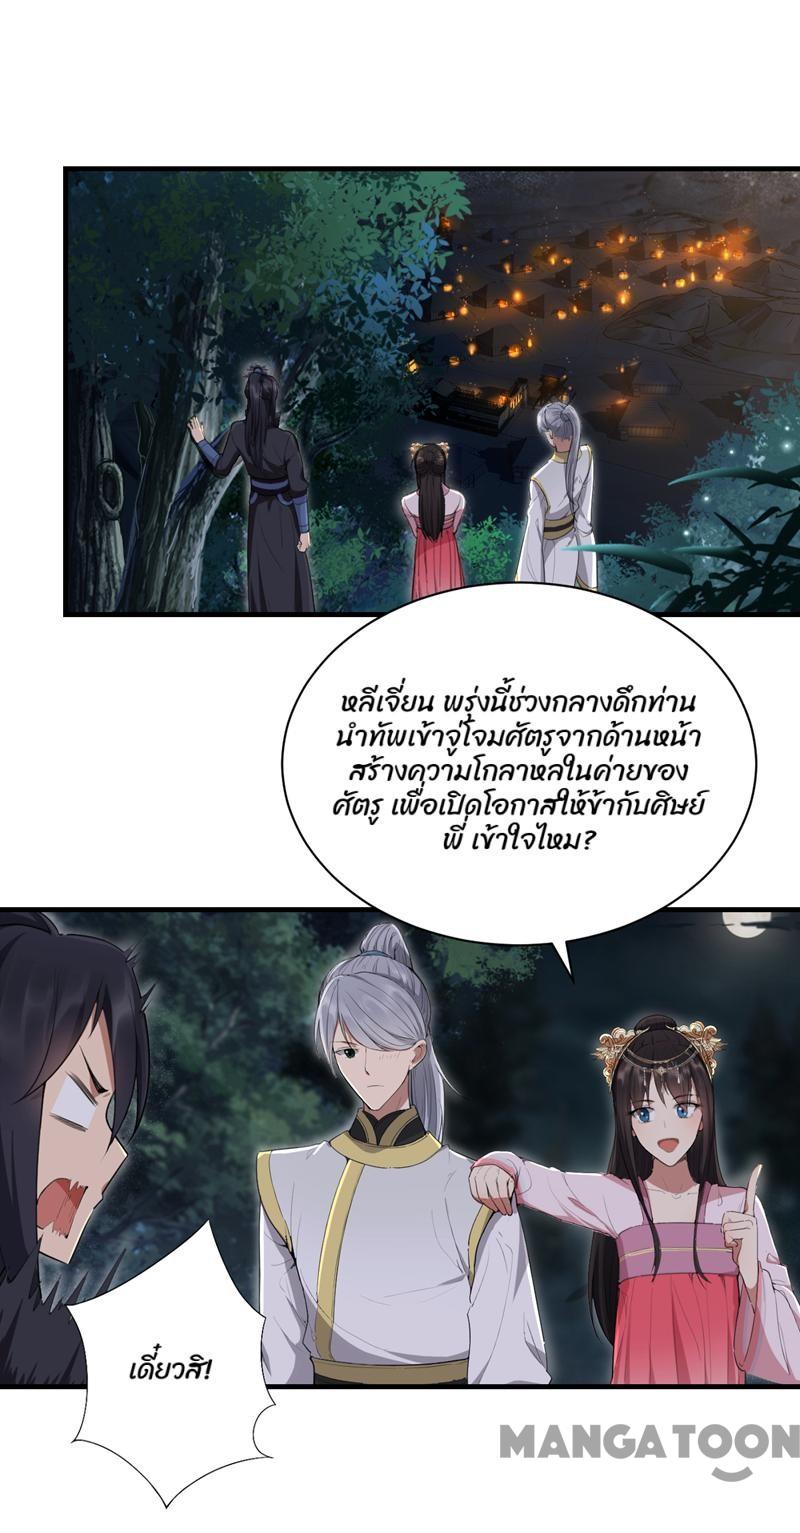 หลีเจี่ยน พรุ่งนี้ช่วงกลางดึกท่าน
นำทัพเข้าจู่โจมศัตรูจากด้านหน้า
สร้างความโกลาหลในค่ายของ
ศัตรู เพื่อเปิดโอกาสให้ข้ากับศิษย์
พี่ เข้าใจไหม?
เดี๋ยวสิ!
MANGATOON